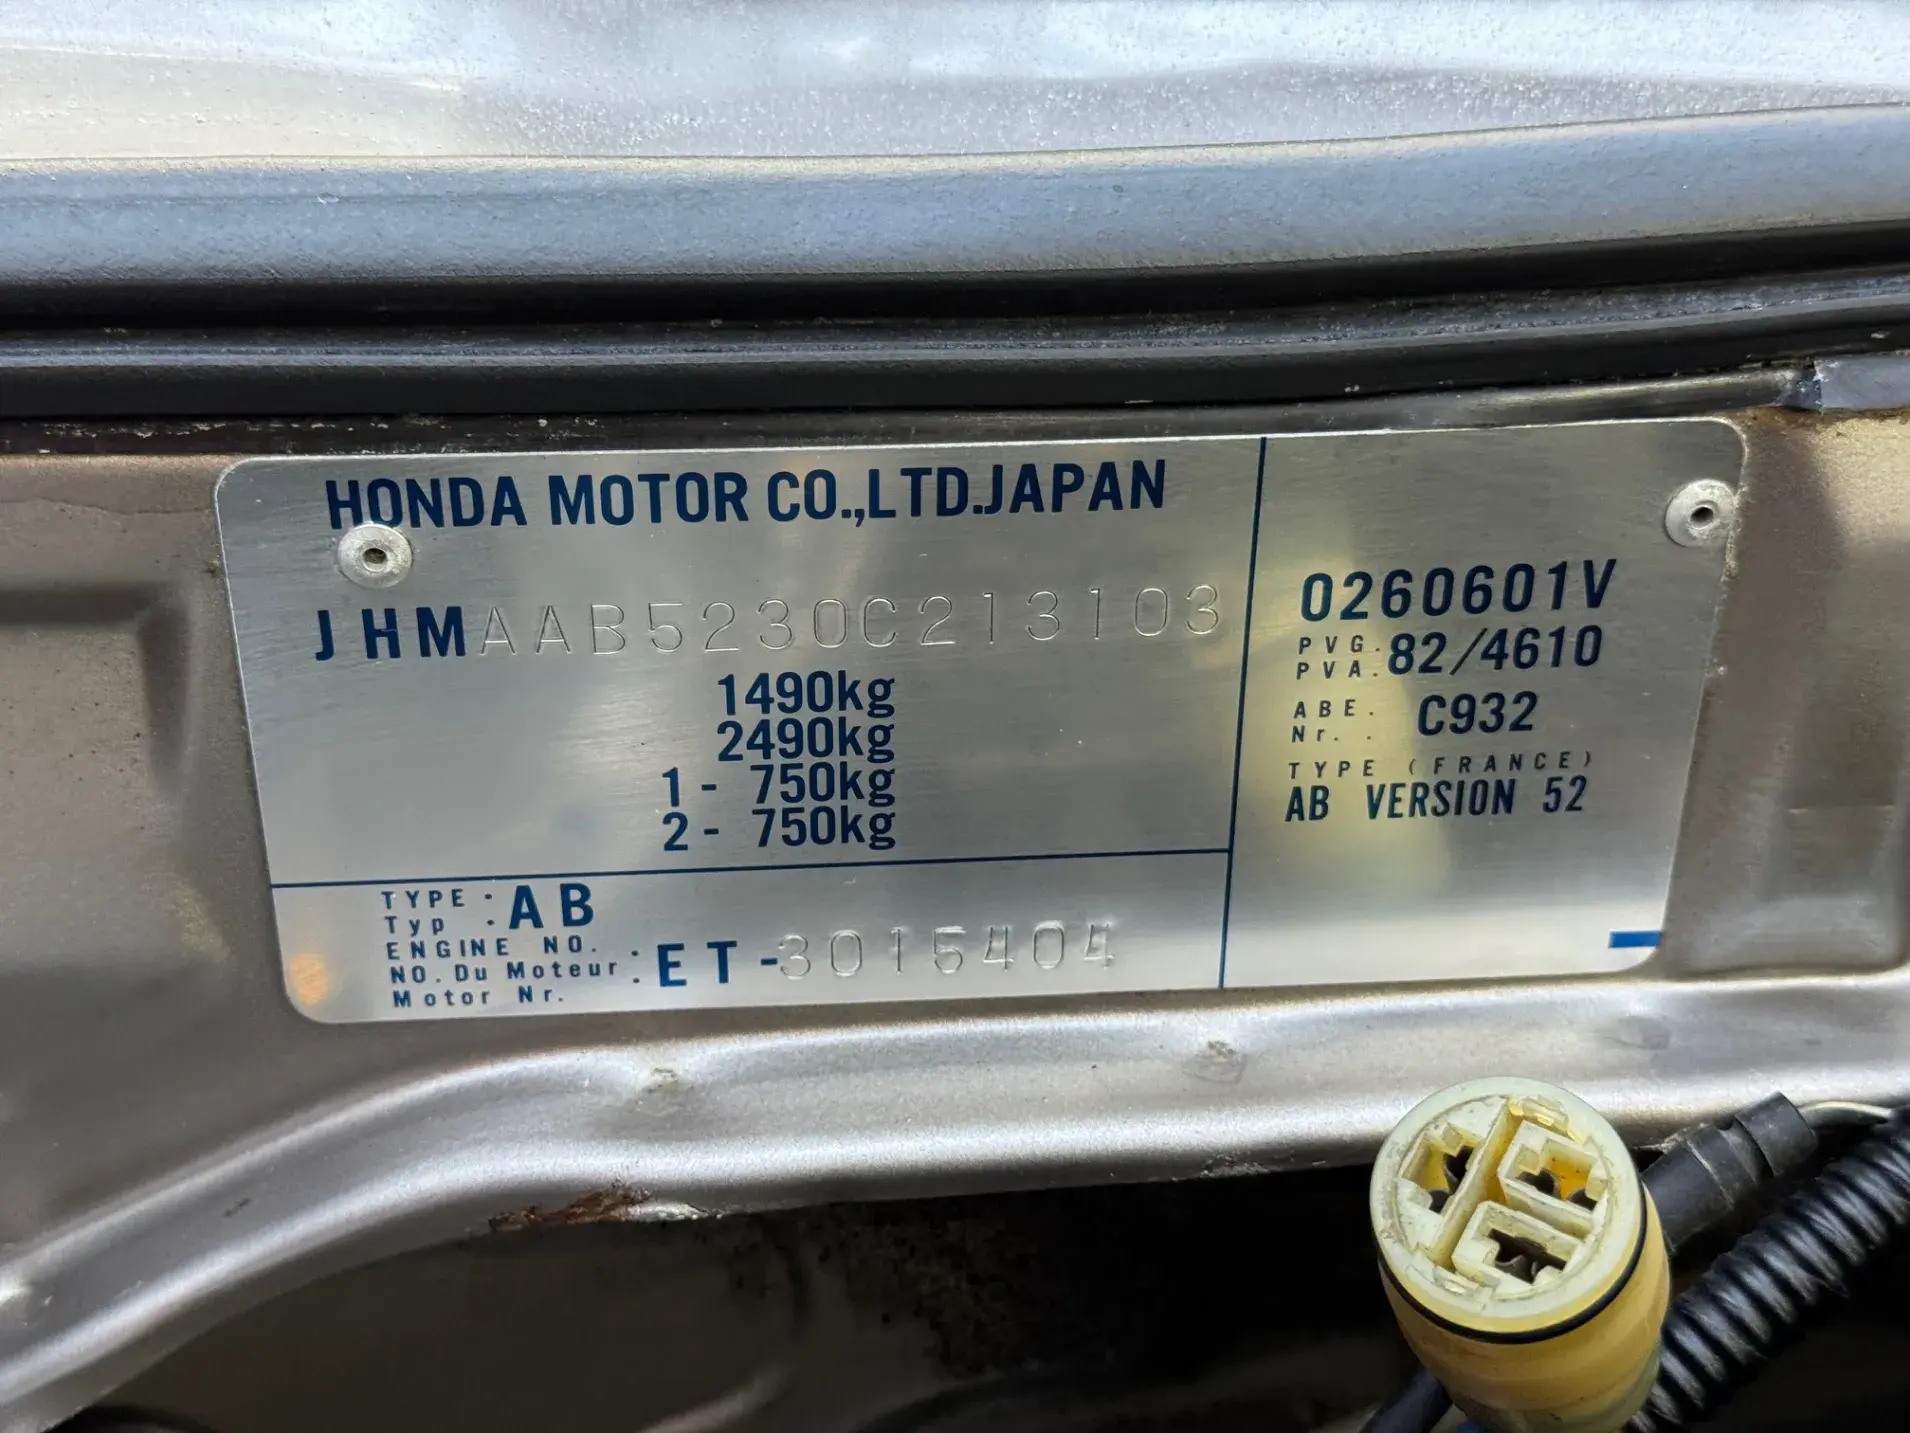 HONDA MOTOR CO.,LTD.JAPAN
JHMAAB5230C213103
1490kg
2490kg
1- 750kg
2- 750kg
TYPE : AB
Typ
ENGINE NO. : ET-3015404
NO. Du Moteur
Motor Nr.
0260601V
PVG. 82/4610
PVA.
ABE. C932
Nr. .
TYPE (FRANCE)
AB VERSION 52